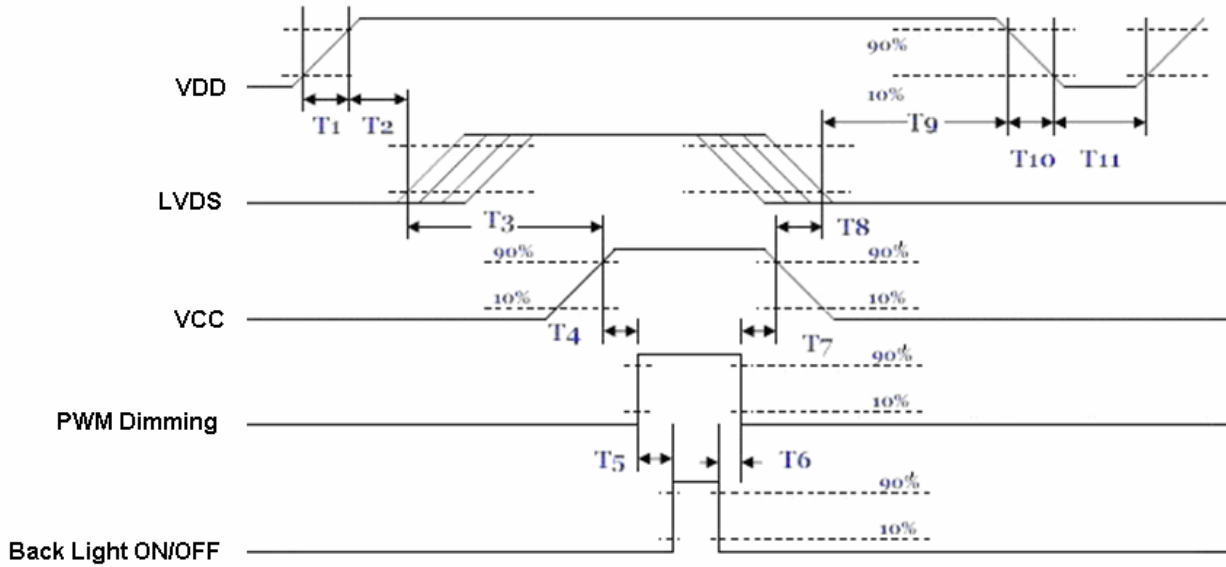 90%
VDD
10%
T1
T2
T9
T10
T11
LVDS
T3
T8
90%
90%
10%
10%
VCC
T4
T7
90%
PWM Dimming
10%
T5
T6
90%
10%
Back Light ON/OFF